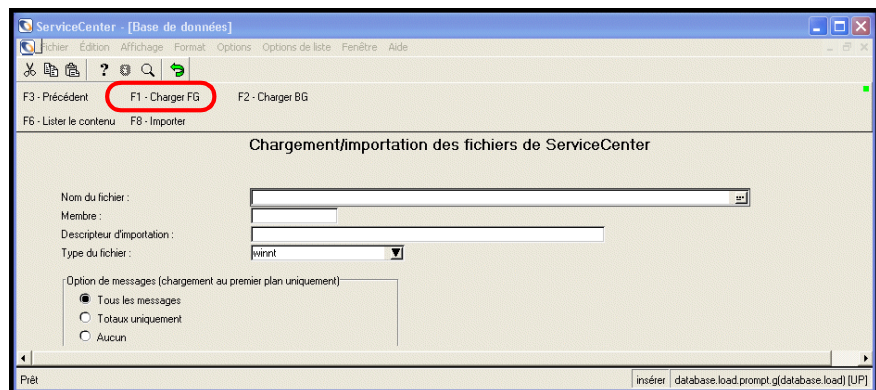 ServiceCenter - [Base de données]
Fichier Édition Affichage Format Options Options de liste Fenêtre Aide
F3 - Précédent F1 - Charger FG F2 - Charger BG
F6 - Lister le contenu F8 - Importer
Chargement/importation des fichiers de ServiceCenter
Nom du fichier :
Membre :
Descripteur d'importation :
Type du fichier : winnt
Option de messages (chargement au premier plan uniquement)
Tous les messages
Totaux uniquement
Aucun
Prêt insérer database.load.prompt.g(database.load) [UP]